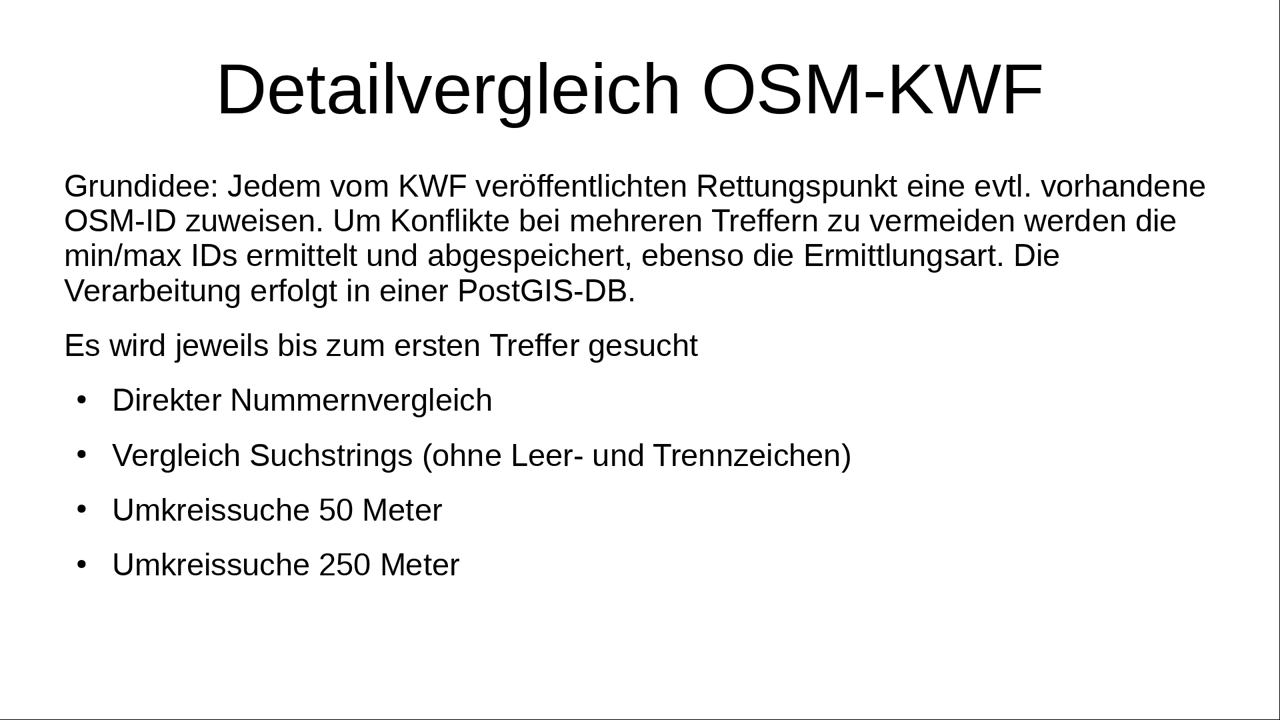 Detailvergleich OSM-KWF
Grundidee: Jedem vom KWF veröffentlichten Rettungspunkt eine evtl. vorhandene
OSM-ID zuweisen. Um Konflikte bei mehreren Treffern zu vermeiden werden die
min/max IDs ermittelt und abgespeichert, ebenso die Ermittlungsart. Die
Verarbeitung erfolgt in einer PostGIS-DB.
Es wird jeweils bis zum ersten Treffer gesucht
• Direkter Nummernvergleich
• Vergleich Suchstrings (ohne Leer- und Trennzeichen)
• Umkreissuche 50 Meter
• Umkreissuche 250 Meter